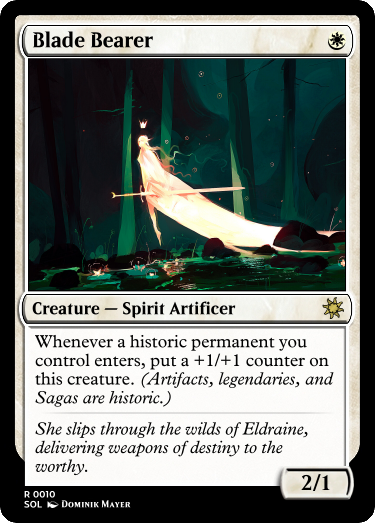 Blade Bearer
Creature — Spirit Artificer
Whenever a historic permanent you
control enters, put a +1/+1 counter on
this creature. (Artifacts, legendaries, and
Sagas are historic.)
She slips through the wilds of Eldraine,
delivering weapons of destiny to the
worthy.
2/1
R 0010
SOL Dominik Mayer